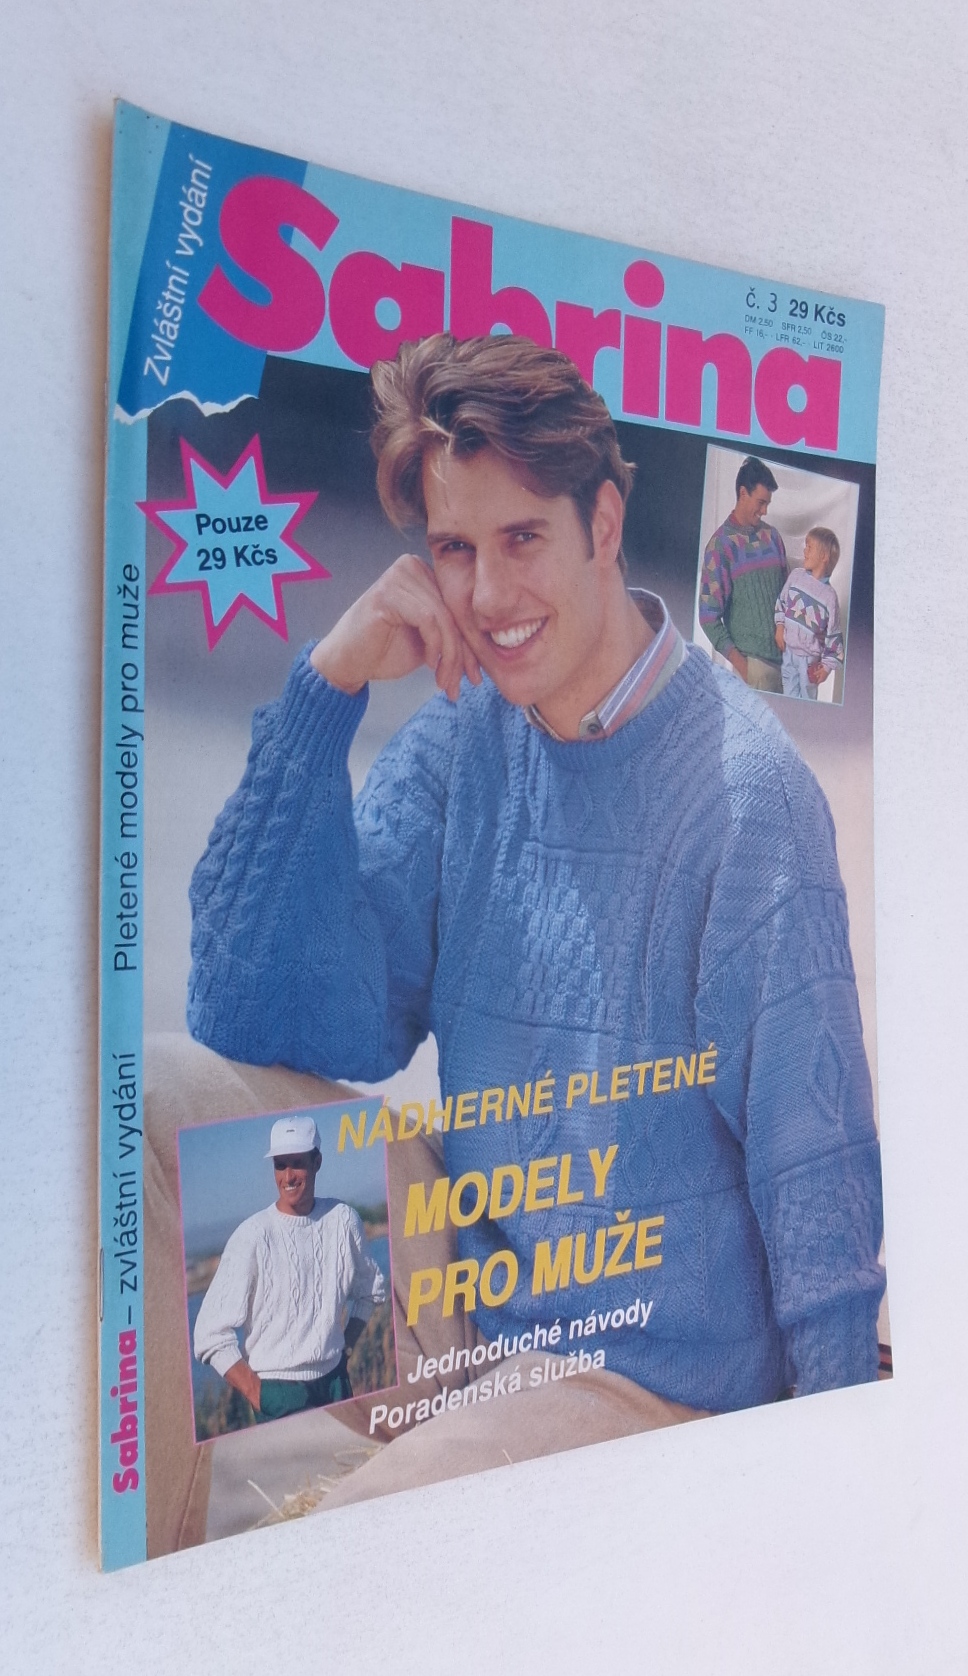 Zvláštní vydání
Sabrina
Č. 3 29 Kčs
DM 2,50 SFR 2,50 ÖS 22,-
FF 16,- LFR 62,- LIT 2600
Pouze
29 Kčs
NÁDHERNÉ PLETENÉ
MODELY
PRO MUŽE
Jednoduché návody
Poradenská služba
Sabrina – zvláštní vydání Pletené modely pro muže